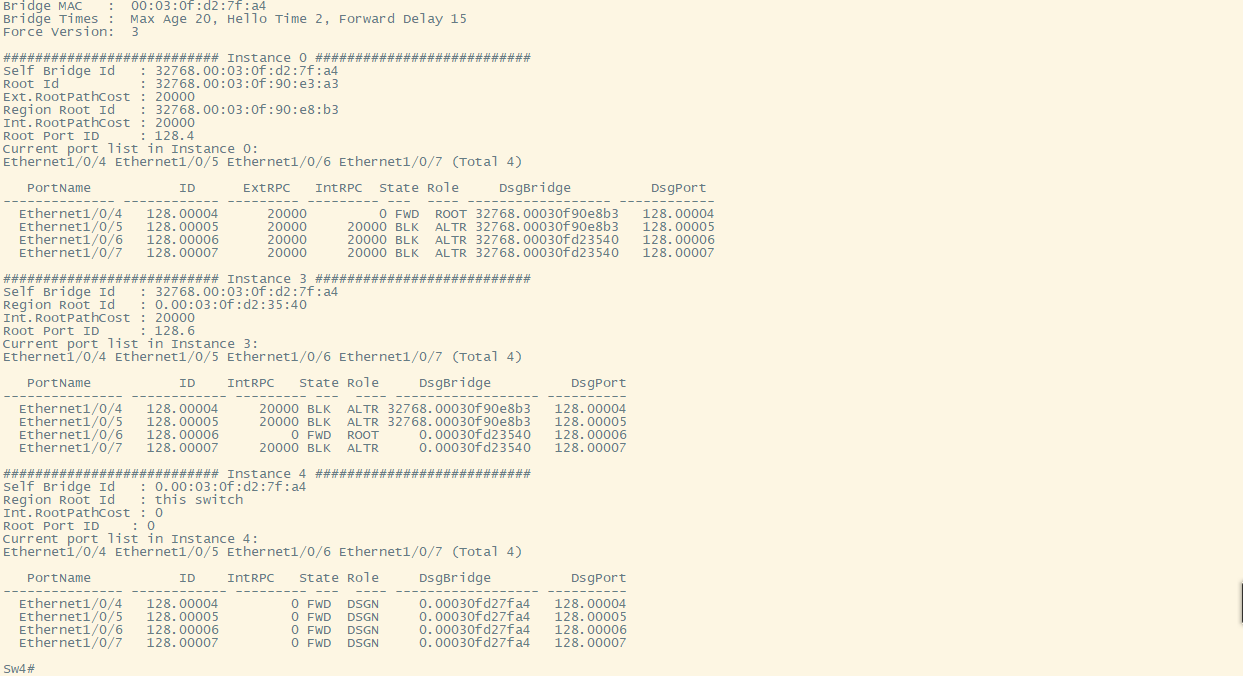 Bridge MAC   :  00:03:0f:d2:7f:a4
Bridge Times :  Max Age 20, Hello Time 2, Forward Delay 15
Force Version:  3
########################### Instance 0 ###########################
Self Bridge Id   : 32768.00:03:0f:d2:7f:a4
Root Id          : 32768.00:03:0f:90:e3:a3
Ext.RootPathCost : 20000
Region Root Id   : 32768.00:03:0f:90:e8:b3
Int.RootPathCost : 20000
Root Port ID     : 128.4
Current port list in Instance 0:
Ethernet1/0/4 Ethernet1/0/5 Ethernet1/0/6 Ethernet1/0/7 (Total 4)
   PortName           ID      ExtRPC   IntRPC  State Role     DsgBridge          DsgPort
-------------- ------------ --------- --------- ---  ---- ------------------ ------------
  Ethernet1/0/4   128.00004      20000         0 FWD  ROOT 32768.00030f90e8b3   128.00004
  Ethernet1/0/5   128.00005      20000     20000 BLK  ALTR 32768.00030f90e8b3   128.00005
  Ethernet1/0/6   128.00006      20000     20000 BLK  ALTR 32768.00030fd23540   128.00006
  Ethernet1/0/7   128.00007      20000     20000 BLK  ALTR 32768.00030fd23540   128.00007
########################### Instance 3 ###########################
Self Bridge Id   : 32768.00:03:0f:d2:7f:a4
Region Root Id   : 0.00:03:0f:d2:35:40
Int.RootPathCost : 20000
Root Port ID     : 128.6
Current port list in Instance 3:
Ethernet1/0/4 Ethernet1/0/5 Ethernet1/0/6 Ethernet1/0/7 (Total 4)
   PortName           ID    IntRPC   State Role     DsgBridge          DsgPort
--------------- ------------ --------- ---  ---- ------------------ ----------
  Ethernet1/0/4   128.00004     20000 BLK  ALTR 32768.00030f90e8b3   128.00004
  Ethernet1/0/5   128.00005     20000 BLK  ALTR 32768.00030f90e8b3   128.00005
  Ethernet1/0/6   128.00006         0 FWD  ROOT     0.00030fd23540   128.00006
  Ethernet1/0/7   128.00007     20000 BLK  ALTR     0.00030fd23540   128.00007
########################### Instance 4 ###########################
Self Bridge Id   : 0.00:03:0f:d2:7f:a4
Region Root Id   : this switch
Int.RootPathCost : 0
Root Port ID    : 0
Current port list in Instance 4:
Ethernet1/0/4 Ethernet1/0/5 Ethernet1/0/6 Ethernet1/0/7 (Total 4)
   PortName           ID    IntRPC   State Role     DsgBridge          DsgPort
--------------- ------------ --------- ---  ---- ------------------ ----------
  Ethernet1/0/4   128.00004         0 FWD  DSGN     0.00030fd27fa4   128.00004
  Ethernet1/0/5   128.00005         0 FWD  DSGN     0.00030fd27fa4   128.00005
  Ethernet1/0/6   128.00006         0 FWD  DSGN     0.00030fd27fa4   128.00006
  Ethernet1/0/7   128.00007         0 FWD  DSGN     0.00030fd27fa4   128.00007
Sw4#